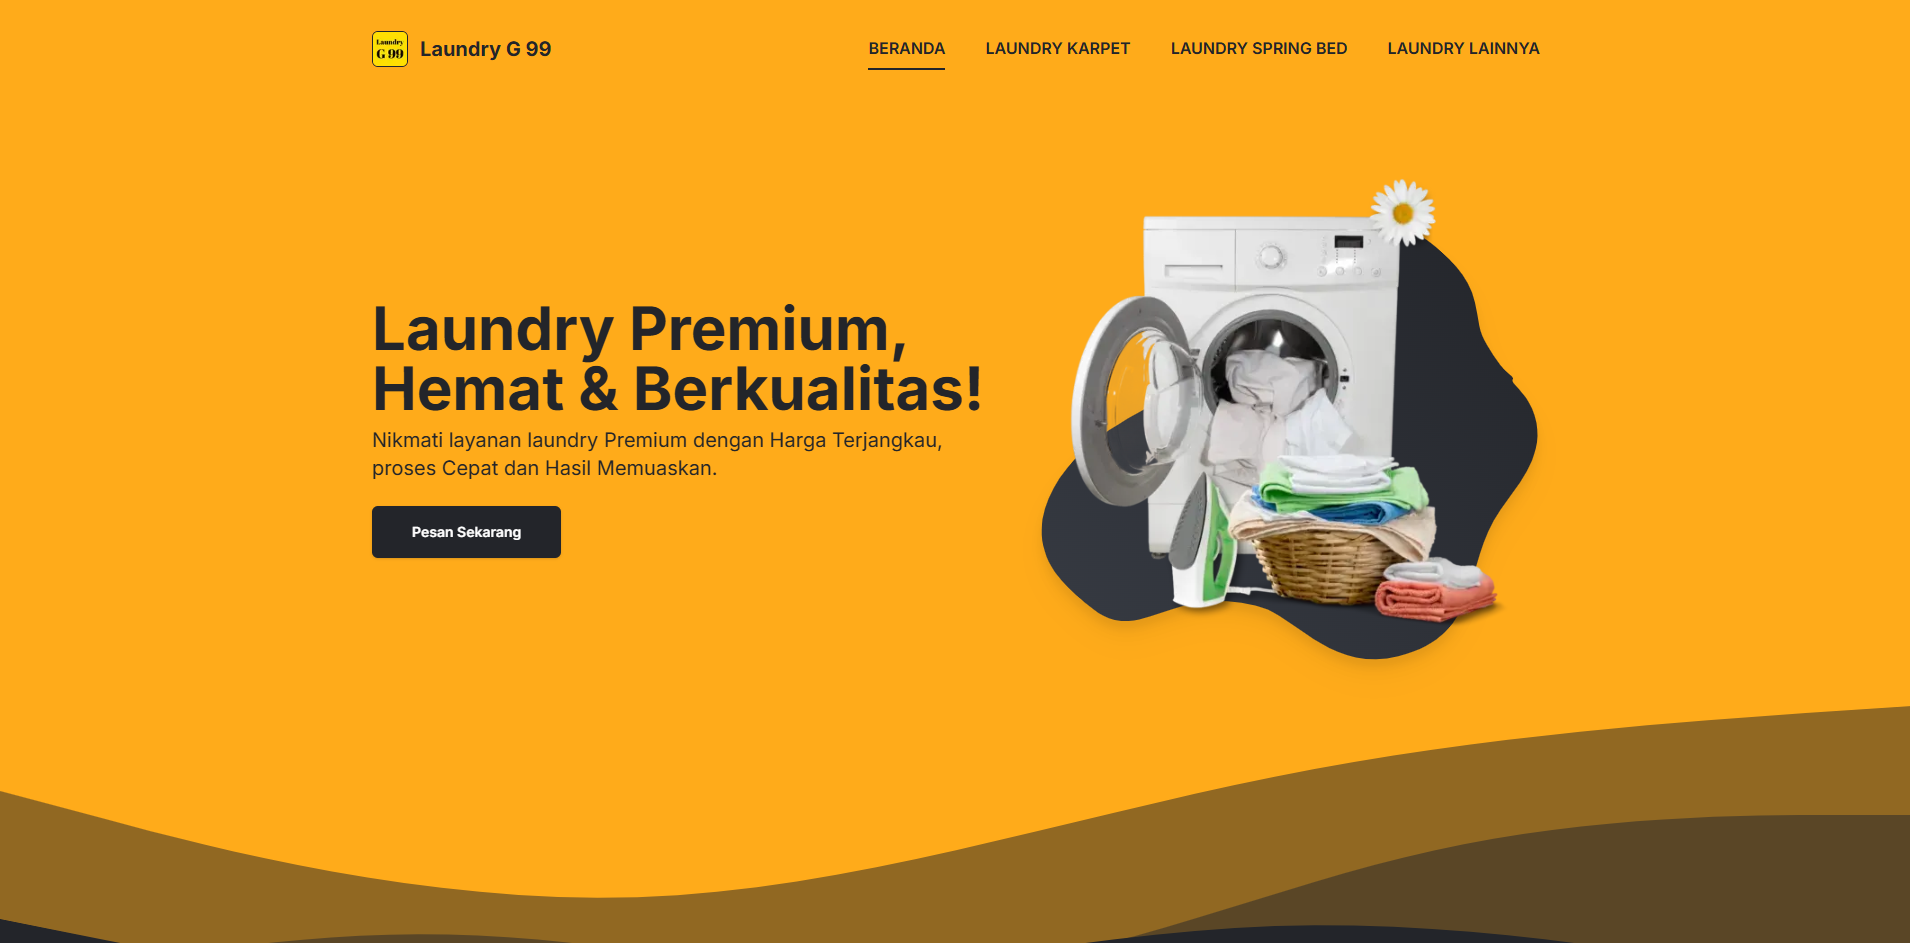 Laundry
G 99
Laundry G 99
BERANDA
LAUNDRY KARPET
LAUNDRY SPRING BED
LAUNDRY LAINNYA
Laundry Premium,
Hemat & Berkualitas!
Nikmati layanan laundry Premium dengan Harga Terjangkau,
proses Cepat dan Hasil Memuaskan.
Pesan Sekarang